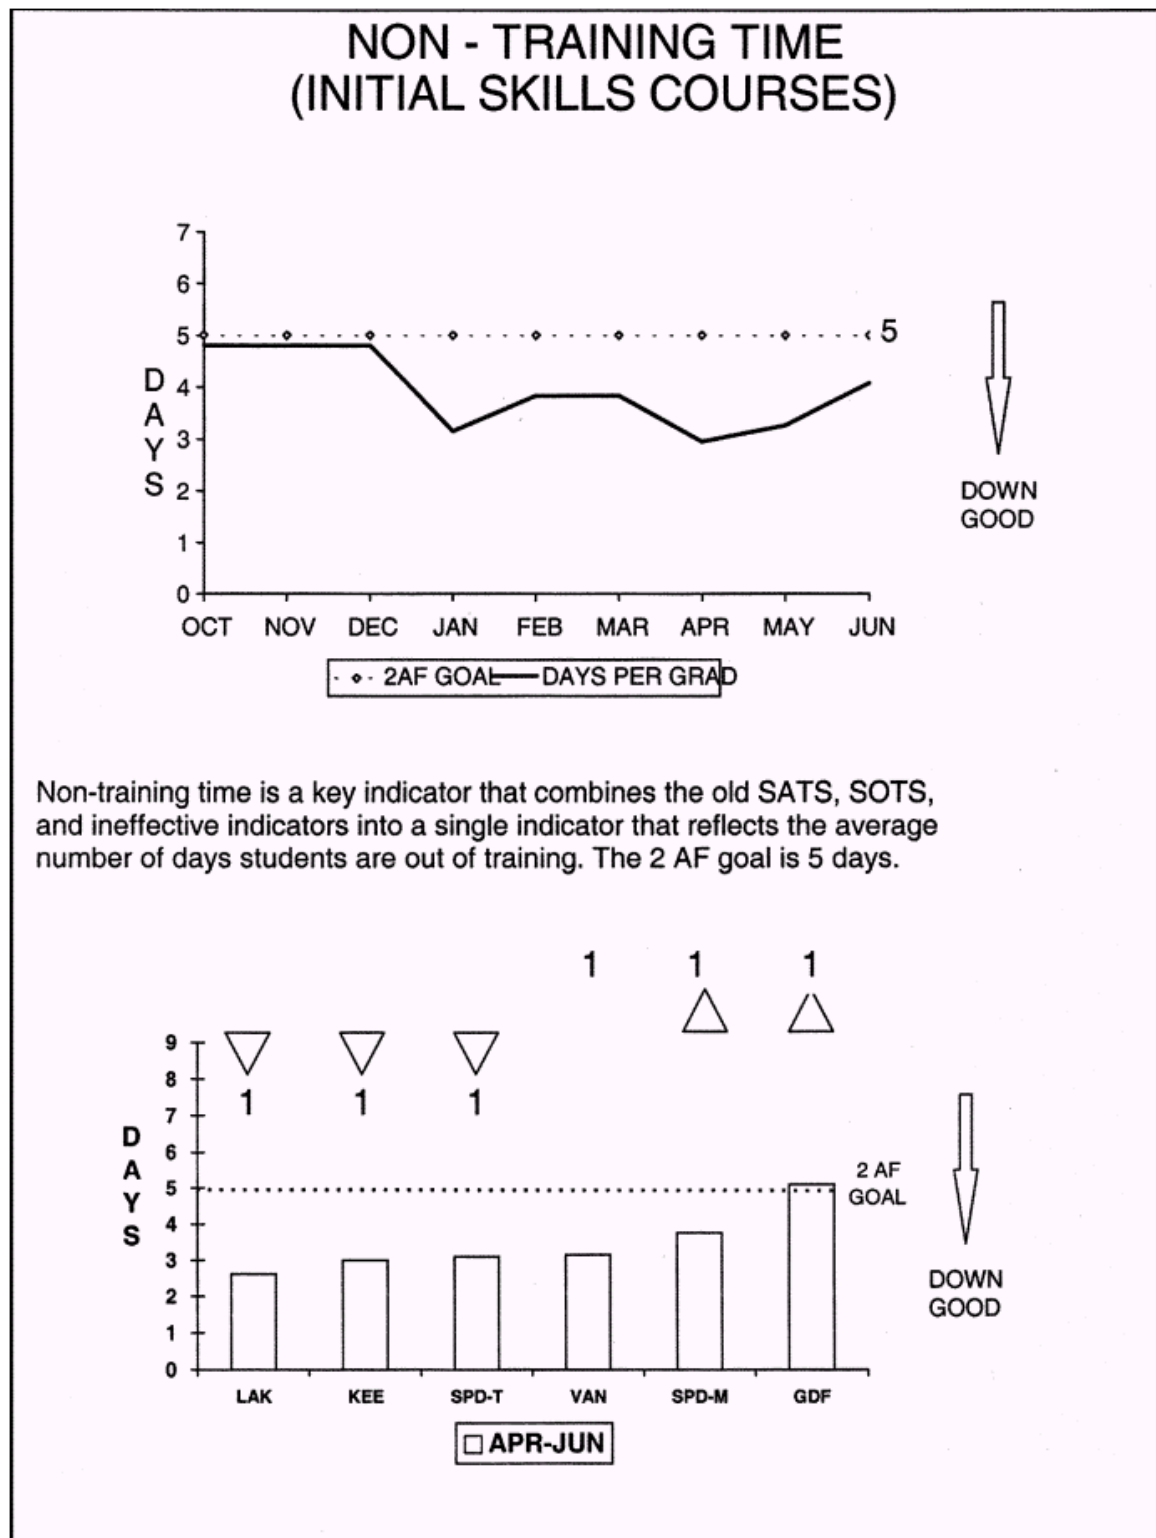 NON - TRAINING TIME
(INITIAL SKILLS COURSES)
7
6
5
4
3
2
1
0
DAYS
5
OCT NOV DEC JAN FEB MAR APR MAY JUN
2AF GOAL DAYS PER GRAD
DOWN
GOOD
Non-training time is a key indicator that combines the old SATS, SOTS,
and ineffective indicators into a single indicator that reflects the average
number of days students are out of training. The 2 AF goal is 5 days.
1 1 1
1 1 1
9
8
7
6
5
4
3
2
1
0
DAYS
2 AF
GOAL
DOWN
GOOD
LAK KEE SPD-T VAN SPD-M GDF
APR-JUN